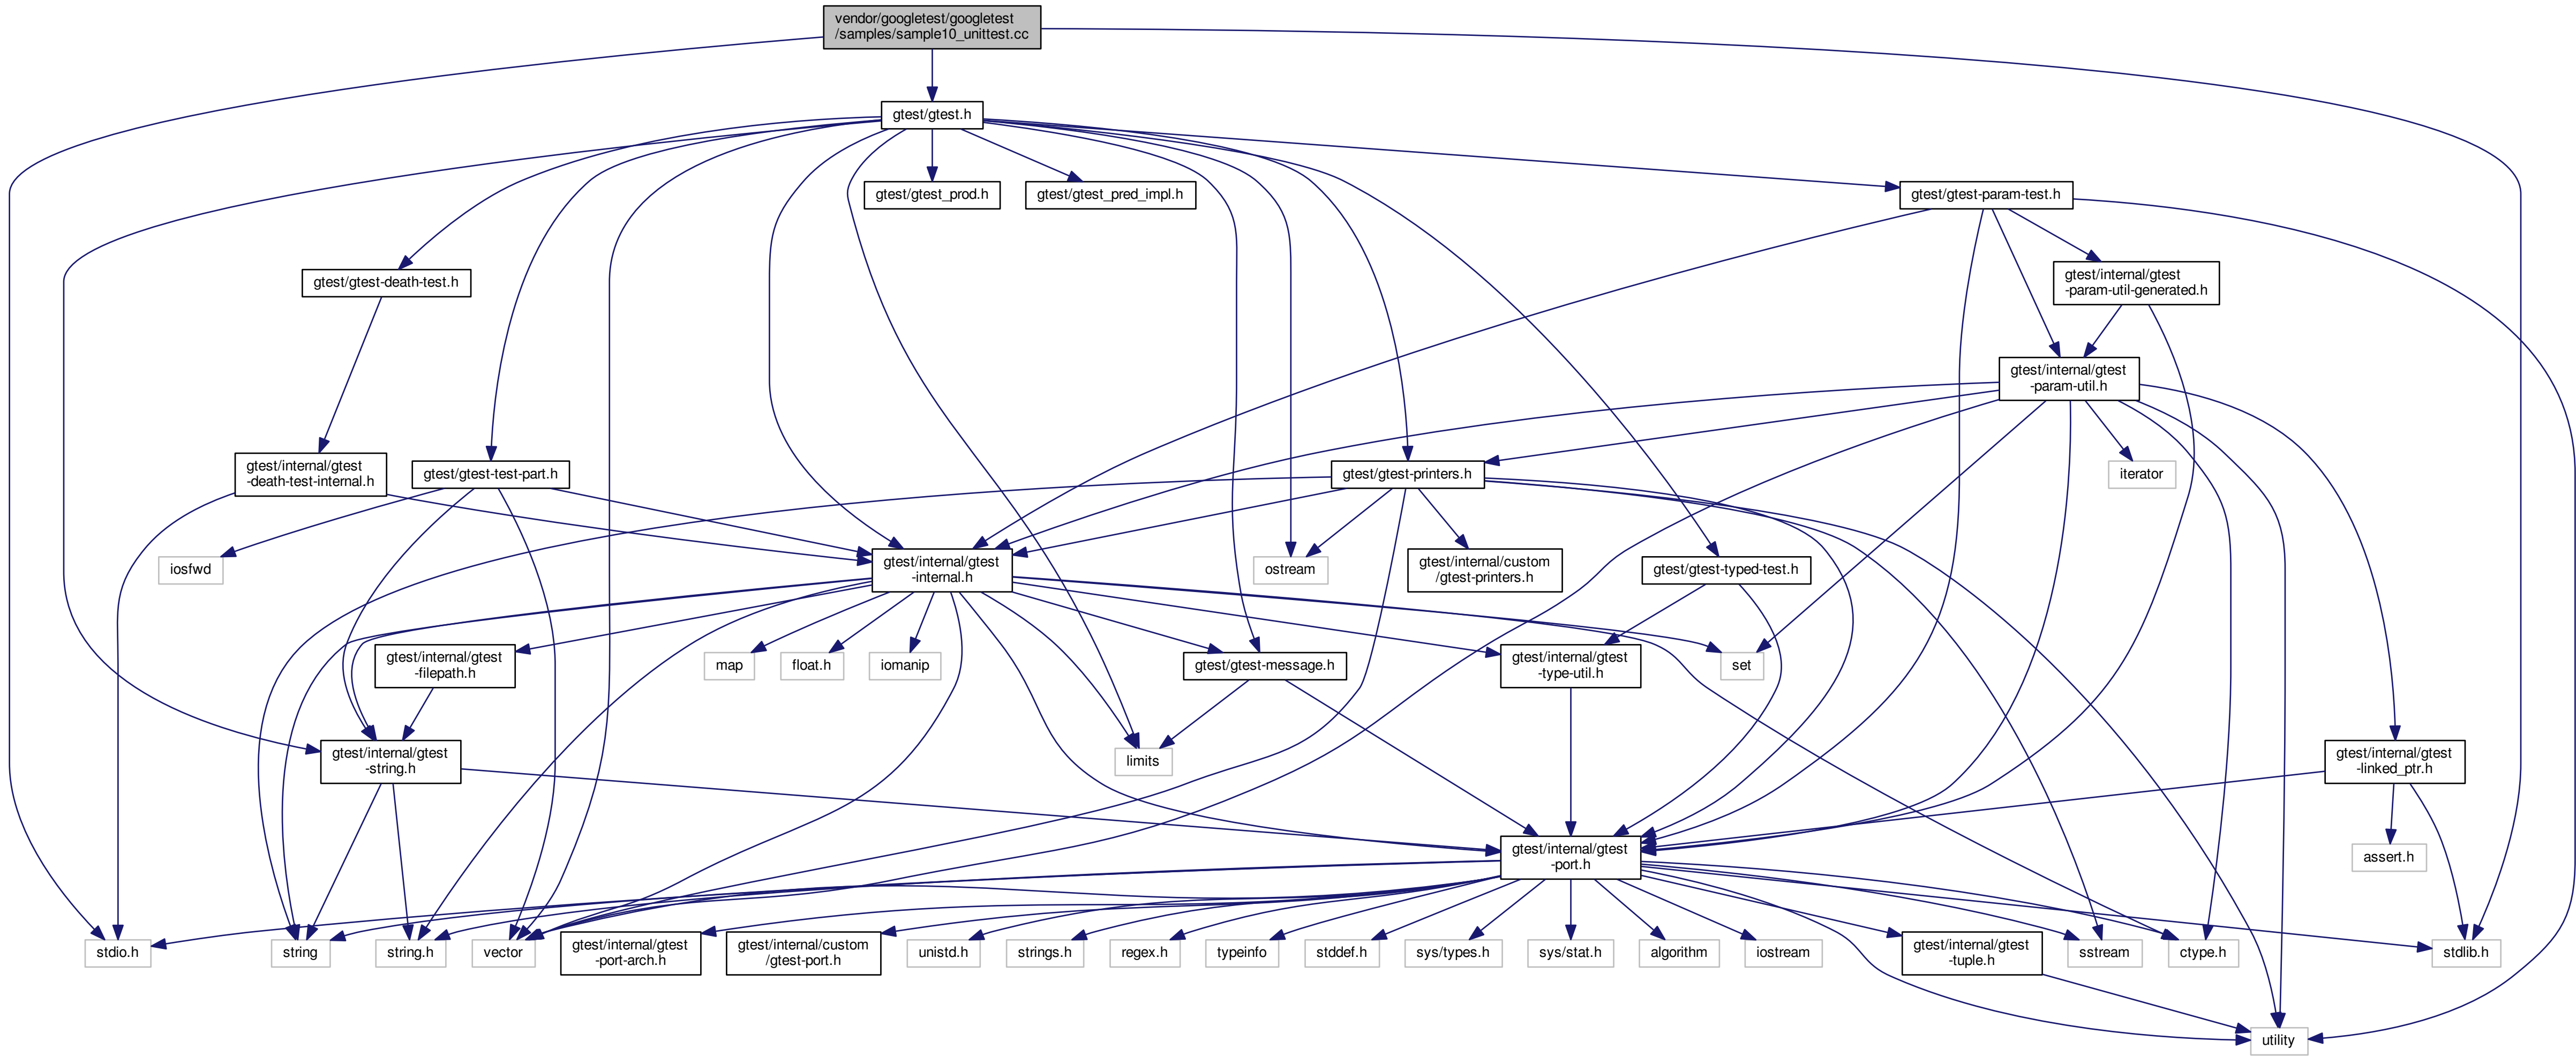 vendor/googletest/googletest
/samples/sample10_unittest.cc
gtest/gtest.h
gtest/gtest_prod.h
gtest/gtest_pred_impl.h
gtest/gtest-param-test.h
gtest/gtest-death-test.h
gtest/internal/gtest
-param-util-generated.h
gtest/internal/gtest
-param-util.h
gtest/internal/gtest
-death-test-internal.h
gtest/gtest-test-part.h
gtest/gtest-printers.h
iterator
iosfwd
gtest/internal/gtest
-internal.h
ostream
gtest/internal/custom
/gtest-printers.h
gtest/gtest-typed-test.h
gtest/internal/gtest
-filepath.h
map
float.h
iomanip
gtest/gtest-message.h
gtest/internal/gtest
-type-util.h
set
gtest/internal/gtest
-string.h
limits
gtest/internal/gtest
-linked_ptr.h
gtest/internal/gtest
-port.h
assert.h
stdio.h
string
string.h
vector
gtest/internal/gtest
-port-arch.h
gtest/internal/custom
/gtest-port.h
unistd.h
strings.h
regex.h
typeinfo
stddef.h
sys/types.h
sys/stat.h
algorithm
iostream
gtest/internal/gtest
-tuple.h
sstream
ctype.h
stdlib.h
utility